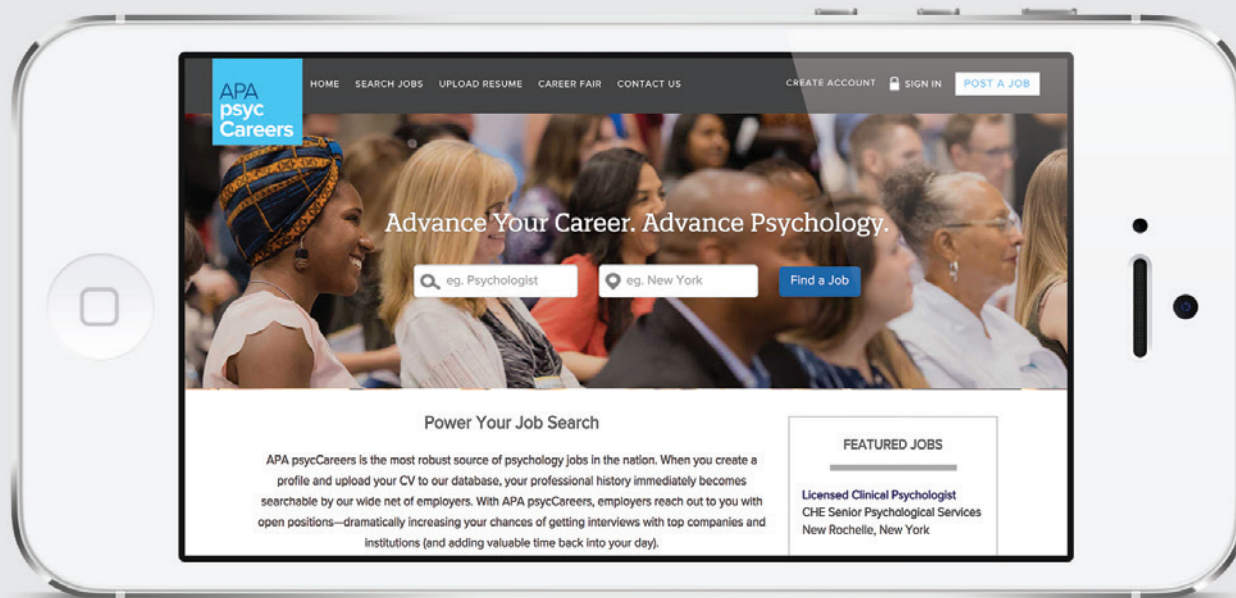 APA
psyc
Careers
HOME SEARCH JOBS UPLOAD RESUME CAREER FAIR CONTACT US
CREATE ACCOUNT SIGN IN POST A JOB
Advance Your Career. Advance Psychology.
eg. Psychologist eg. New York Find a Job
Power Your Job Search
APA psycCareers is the most robust source of psychology jobs in the nation. When you create a
profile and upload your CV to our database, your professional history immediately becomes
searchable by our wide net of employers. With APA psycCareers, employers reach out to you with
open positions—dramatically increasing your chances of getting interviews with top companies and
institutions (and adding valuable time back into your day).
FEATURED JOBS
Licensed Clinical Psychologist
CHE Senior Psychological Services
New Rochelle, New York